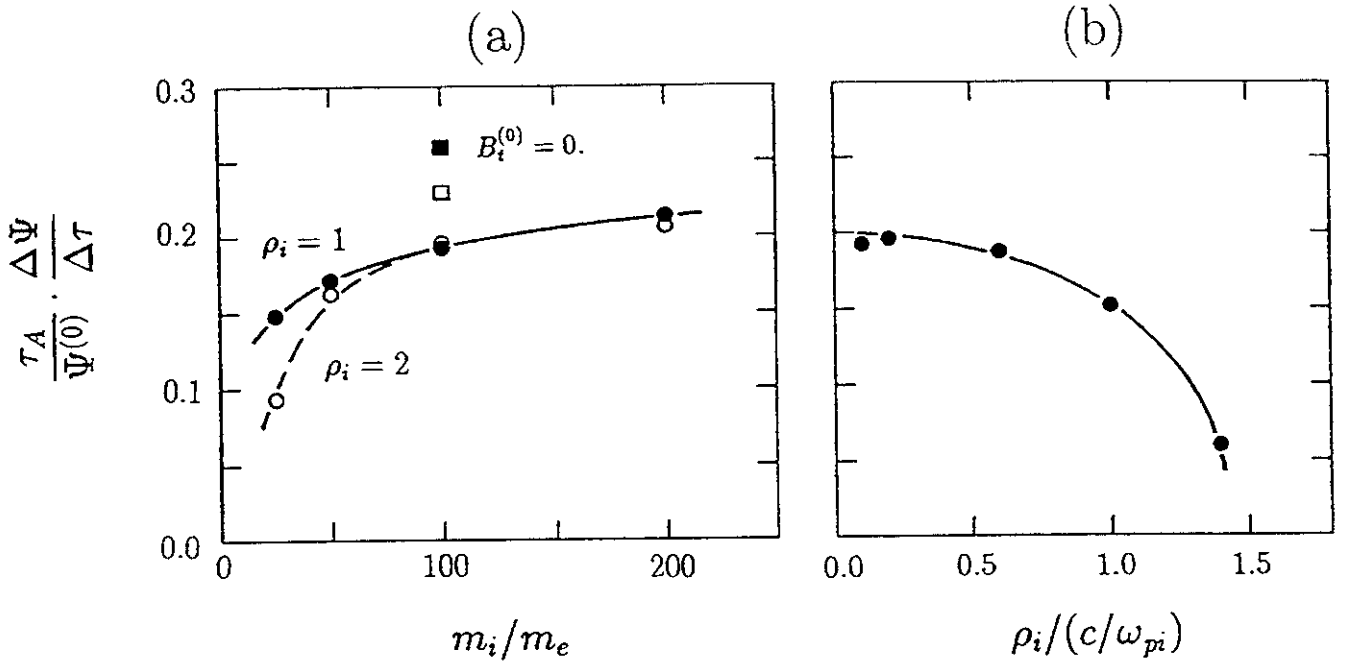 (a)
(b)
0.3
0.2
0.1
0.0
τ_A/Ψ^(0) · ΔΨ/Δτ
B_t^(0) = 0.
ρ_i = 1
ρ_i = 2
0 100 200
0.0 0.5 1.0 1.5
m_i/m_e
ρ_i/(c/ω_pi)